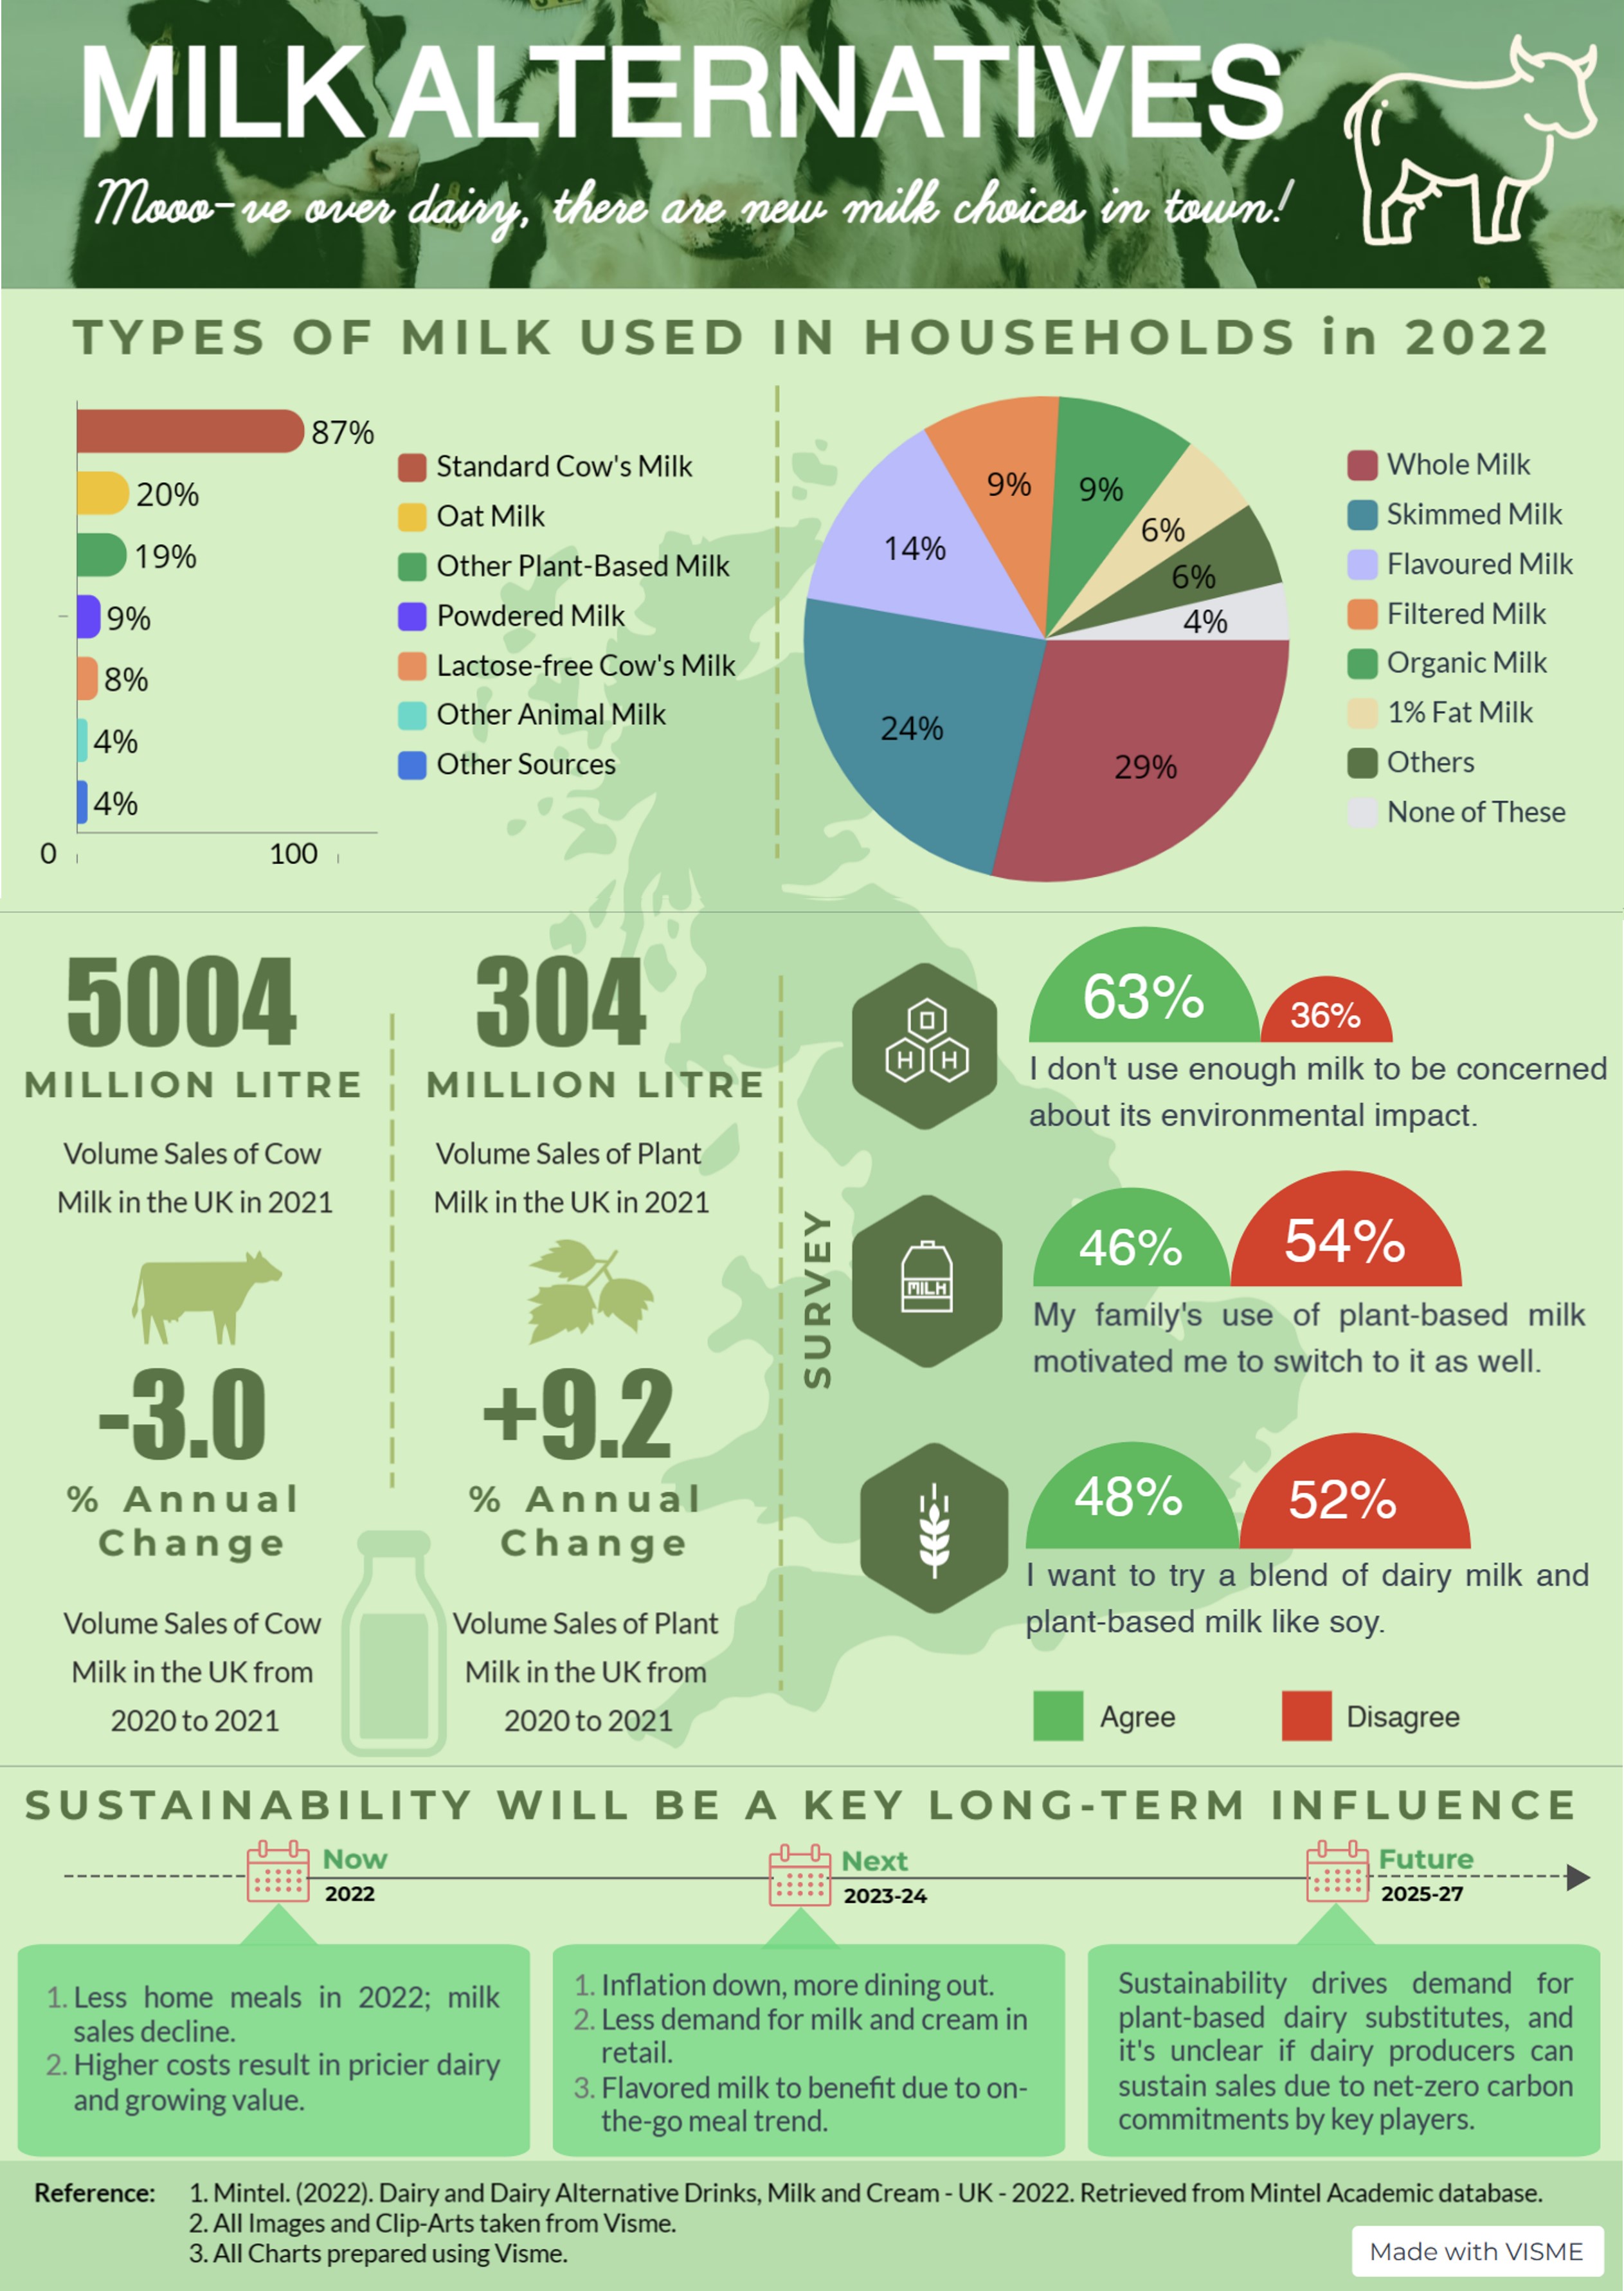 MILK ALTERNATIVES
Mooo-ve over dairy, there are new milk choices in town!
TYPES OF MILK USED IN HOUSEHOLDS in 2022
87%
20%
19%
9%
8%
4%
4%
0
100
Standard Cow's Milk
Oat Milk
Other Plant-Based Milk
Powdered Milk
Lactose-free Cow's Milk
Other Animal Milk
Other Sources
9%
9%
6%
6%
4%
14%
24%
29%
Whole Milk
Skimmed Milk
Flavoured Milk
Filtered Milk
Organic Milk
1% Fat Milk
Others
None of These
5004
MILLION LITRE
Volume Sales of Cow
Milk in the UK in 2021
-3.0
% Annual
Change
Volume Sales of Cow
Milk in the UK from
2020 to 2021
304
MILLION LITRE
Volume Sales of Plant
Milk in the UK in 2021
+9.2
% Annual
Change
Volume Sales of Plant
Milk in the UK from
2020 to 2021
SURVEY
O
H H
63%
36%
I don't use enough milk to be concerned
about its environmental impact.
MILK
46%
54%
My family's use of plant-based milk
motivated me to switch to it as well.
48%
52%
I want to try a blend of dairy milk and
plant-based milk like soy.
Agree
Disagree
SUSTAINABILITY WILL BE A KEY LONG-TERM INFLUENCE
Now
2022
Next
2023-24
Future
2025-27
1. Less home meals in 2022; milk
sales decline.
2. Higher costs result in pricier dairy
and growing value.
1. Inflation down, more dining out.
2. Less demand for milk and cream in
retail.
3. Flavored milk to benefit due to on-
the-go meal trend.
Sustainability drives demand for
plant-based dairy substitutes, and
it's unclear if dairy producers can
sustain sales due to net-zero carbon
commitments by key players.
Reference: 1. Mintel. (2022). Dairy and Dairy Alternative Drinks, Milk and Cream - UK - 2022. Retrieved from Mintel Academic database.
2. All Images and Clip-Arts taken from Visme.
3. All Charts prepared using Visme.
Made with VISME